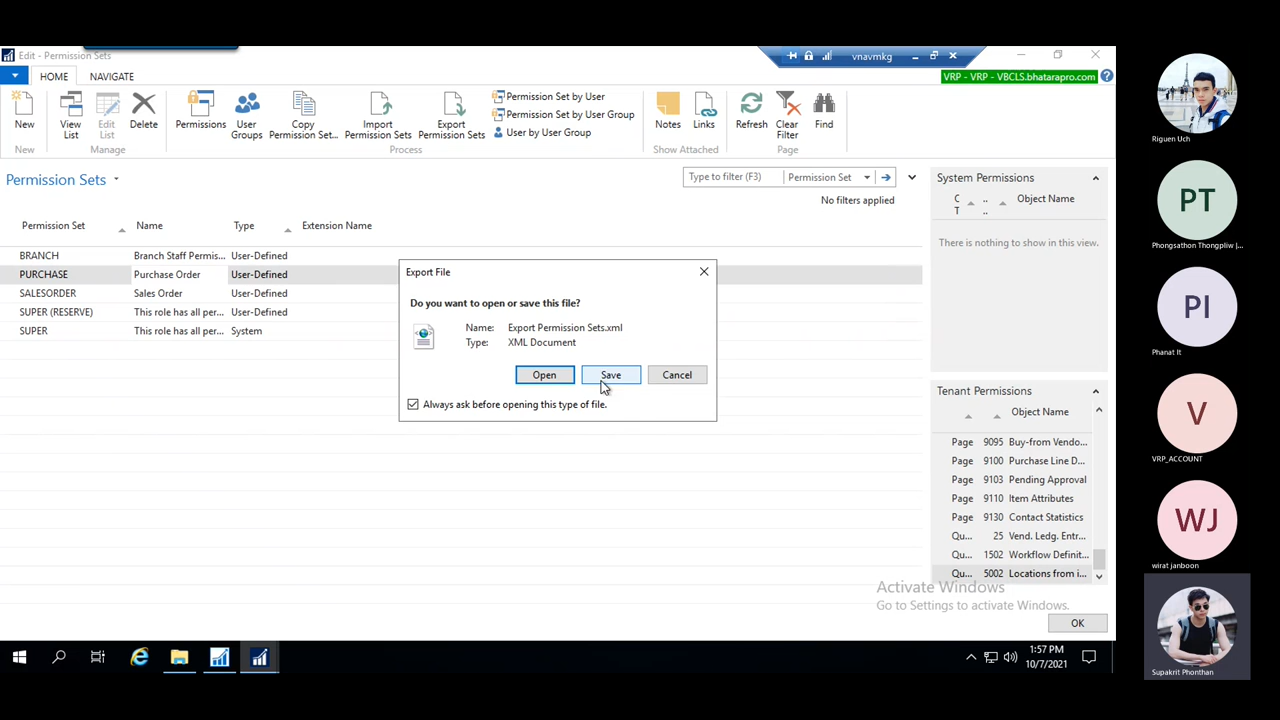 Edit - Permission Sets
vnavmkg
HOME
NAVIGATE
VRP - VRP - VBCLS.bhatarapro.com
New
View
List
Edit
List
Delete
Permissions
User
Groups
Copy
Permission Set...
Import
Permission Sets
Export
Permission Sets
Permission Set by User
Permission Set by User Group
User by User Group
Notes
Links
Refresh
Clear
Filter
Find
New
Manage
Process
Show Attached
Page
Permission Sets
Type to filter (F3)
Permission Set
No filters applied
Permission Set
Name
Type
Extension Name
BRANCH
Branch Staff Permis...
User-Defined
PURCHASE
Purchase Order
User-Defined
SALESORDER
Sales Order
User-Defined
SUPER (RESERVE)
This role has all per...
User-Defined
SUPER
This role has all per...
System
Export File
Do you want to open or save this file?
Name:
Export Permission Sets.xml
Type:
XML Document
Open
Save
Cancel
Always ask before opening this type of file.
System Permissions
C
T
..
..
Object Name
There is nothing to show in this view.
Tenant Permissions
Object Name
Page 9095 Buy-from Vendo...
Page 9100 Purchase Line D...
Page 9103 Pending Approval
Page 9110 Item Attributes
Page 9130 Contact Statistics
Qu... 25 Vend. Ledg. Entr...
Qu... 1502 Workflow Definit...
Qu... 5002 Locations from i...
Activate Windows
Go to Settings to activate Windows.
OK
1:57 PM
10/7/2021
Riguen Uch
PT
Phongsathon Thongpliw |...
PI
Phanat It
V
VRP_ACCOUNT
WJ
wirat janboon
Supakrit Phonthan